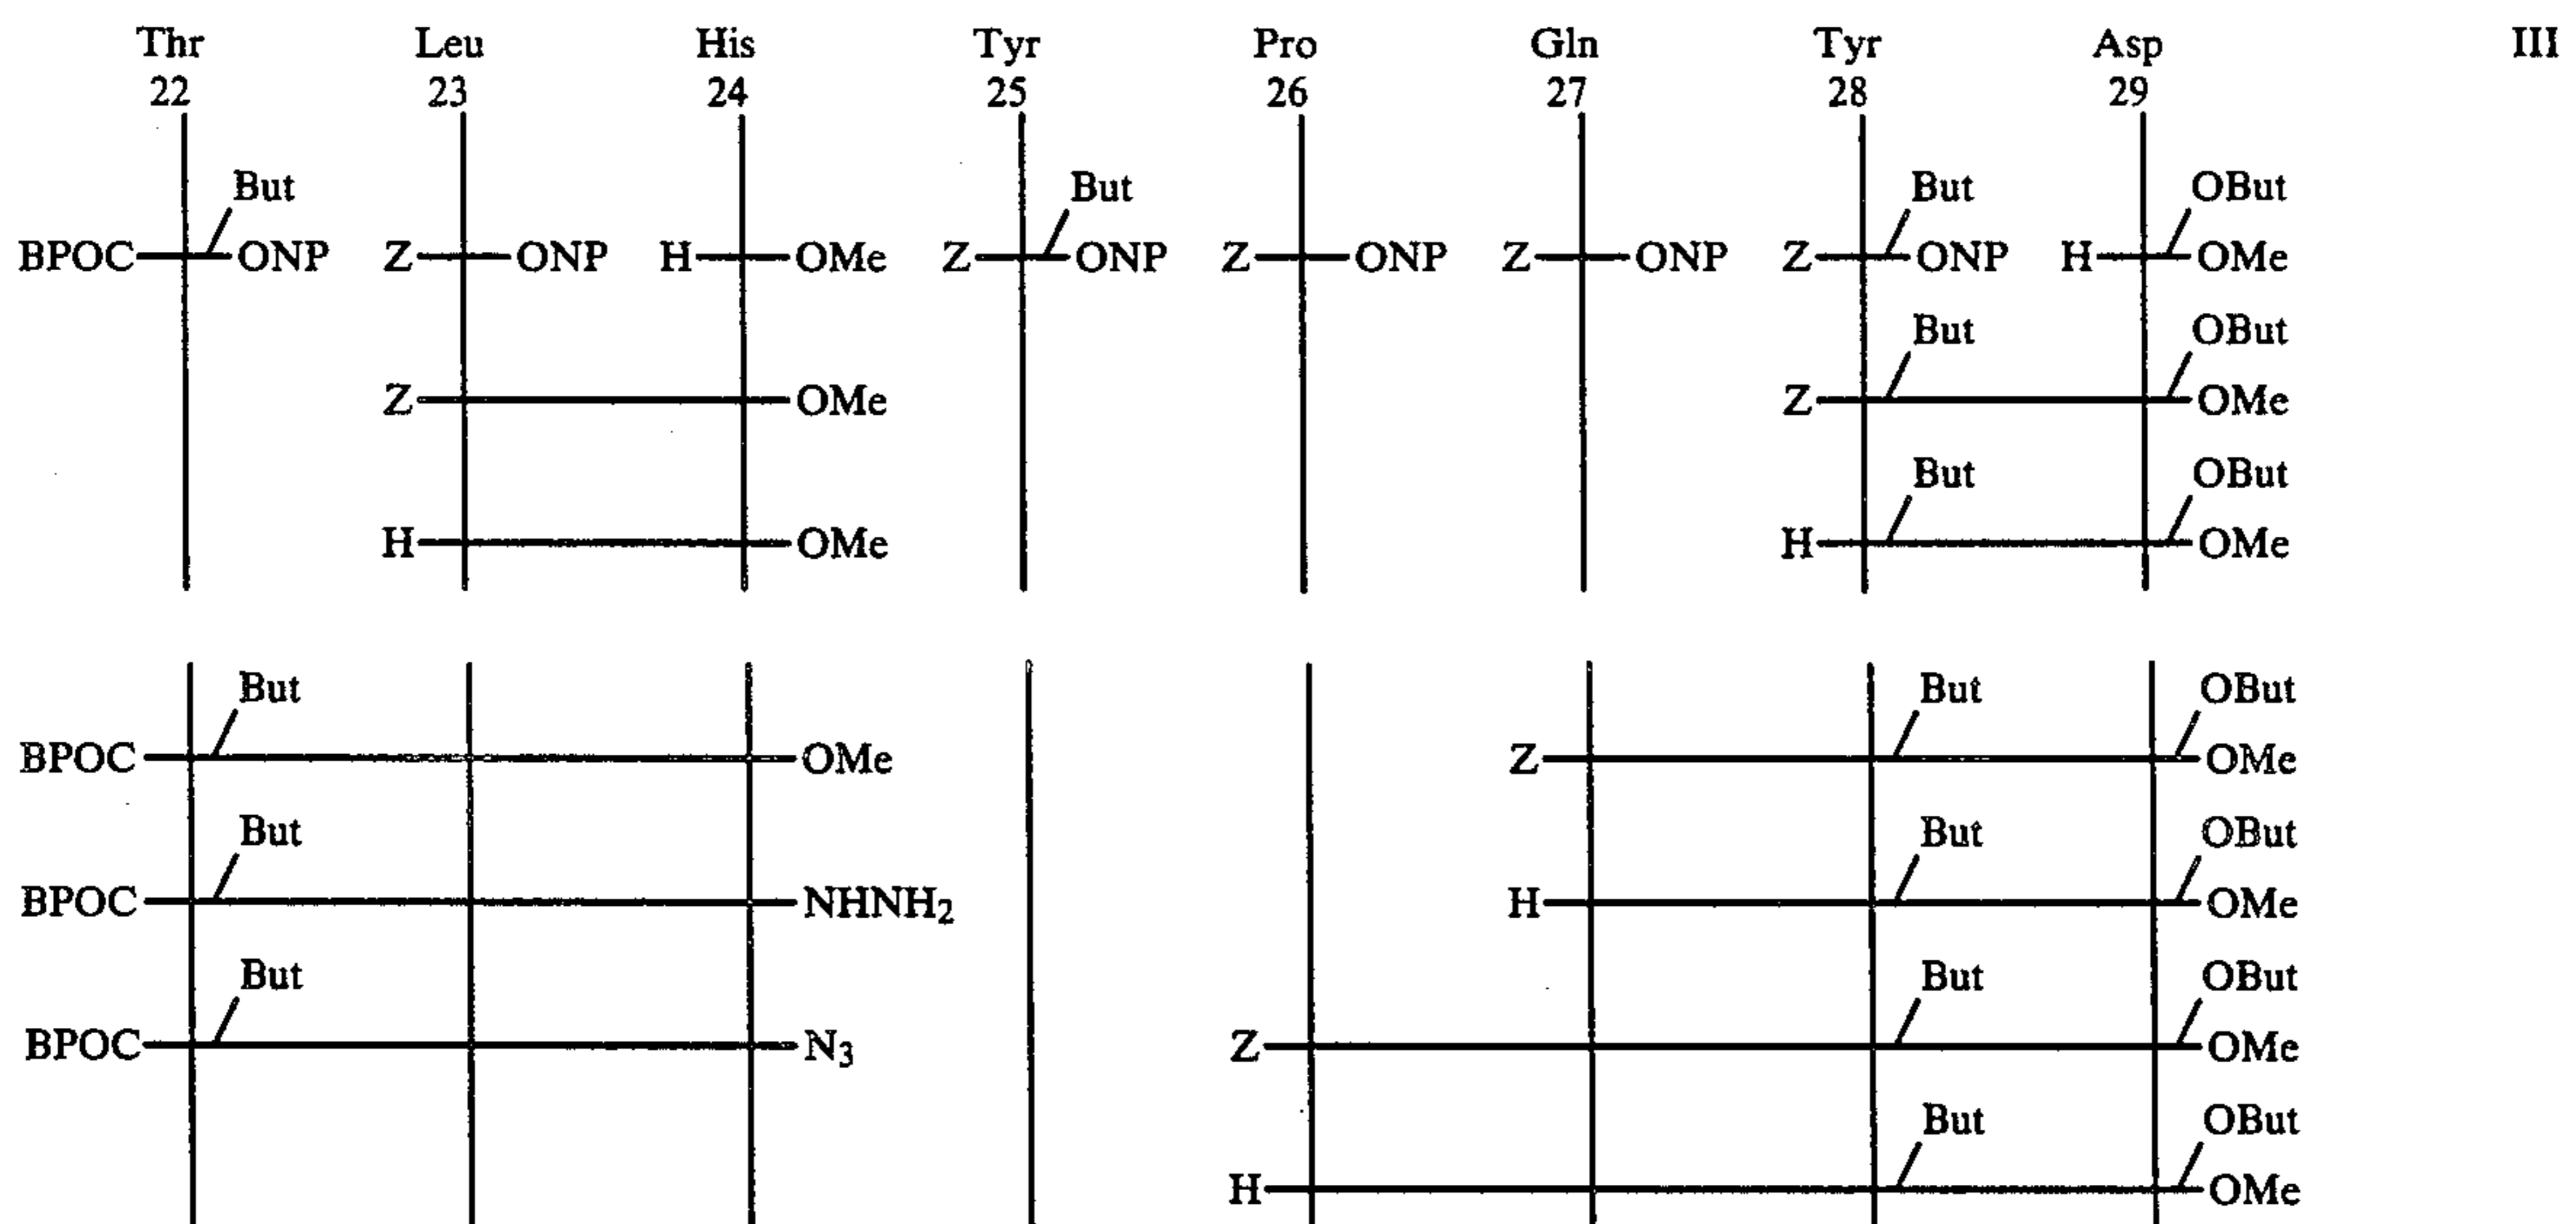 Thr Leu His Tyr Pro Gln Tyr Asp III
22 23 24 25 26 27 28 29
But But But OBut
BPOC ONP Z ONP H OMe Z ONP Z ONP Z ONP Z ONP H OMe
But OBut
Z OMe Z OMe
But OBut
H OMe H OMe
But But OBut
BPOC OMe Z OMe
But But OBut
BPOC NHNH₂ H OMe
But But OBut
BPOC N₃ Z OMe
But OBut
H OMe